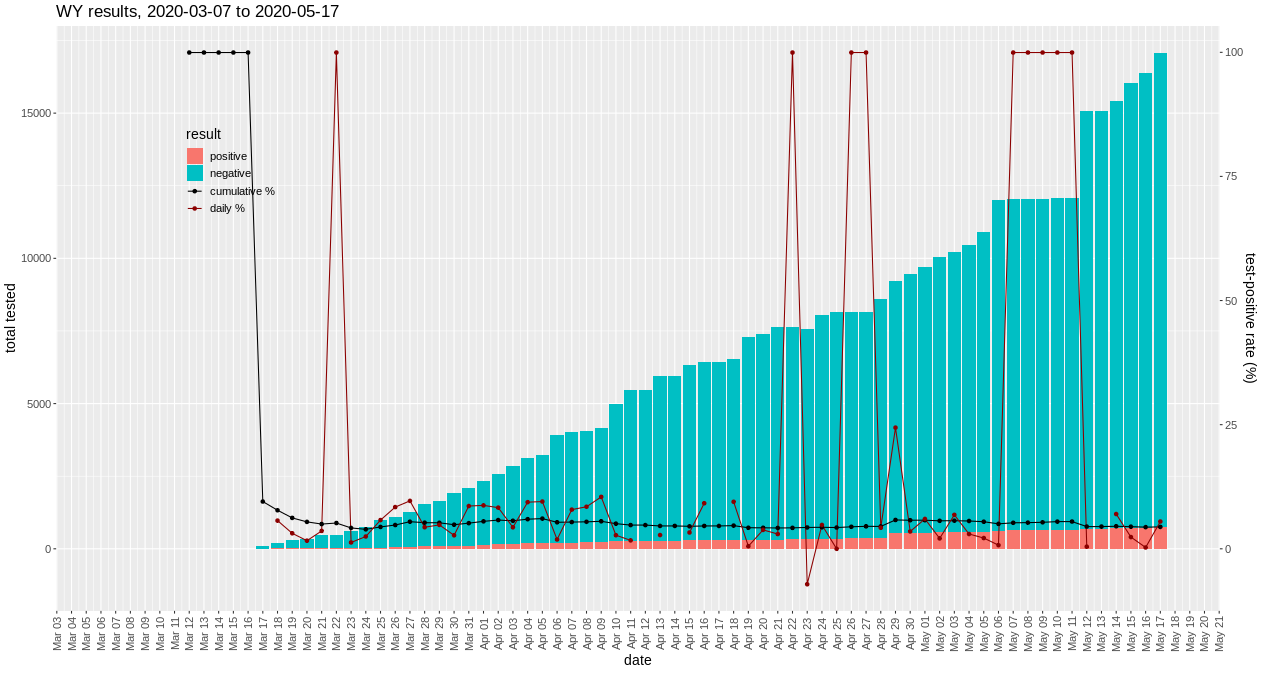 WY results, 2020-03-07 to 2020-05-17
total tested
15000
10000
5000
0
result
positive
negative
cumulative %
daily %
100
75
50
25
0
test-positive rate (%)
Mar 03
Mar 04
Mar 05
Mar 06
Mar 07
Mar 08
Mar 09
Mar 10
Mar 11
Mar 12
Mar 13
Mar 14
Mar 15
Mar 16
Mar 17
Mar 18
Mar 19
Mar 20
Mar 21
Mar 22
Mar 23
Mar 24
Mar 25
Mar 26
Mar 27
Mar 28
Mar 29
Mar 30
Mar 31
Apr 01
Apr 02
Apr 03
Apr 04
Apr 05
Apr 06
Apr 07
Apr 08
Apr 09
Apr 10
Apr 11
Apr 12
Apr 13
Apr 14
Apr 15
Apr 16
Apr 17
Apr 18
Apr 19
Apr 20
Apr 21
Apr 22
Apr 23
Apr 24
Apr 25
Apr 26
Apr 27
Apr 28
Apr 29
Apr 30
May 01
May 02
May 03
May 04
May 05
May 06
May 07
May 08
May 09
May 10
May 11
May 12
May 13
May 14
May 15
May 16
May 17
May 18
May 19
May 20
May 21
date